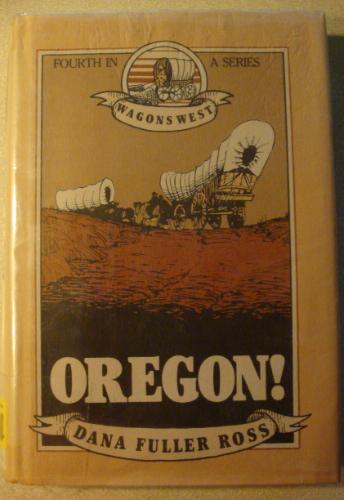 FOURTH IN A SERIES
WAGONS WEST
OREGON!
DANA FULLER ROSS